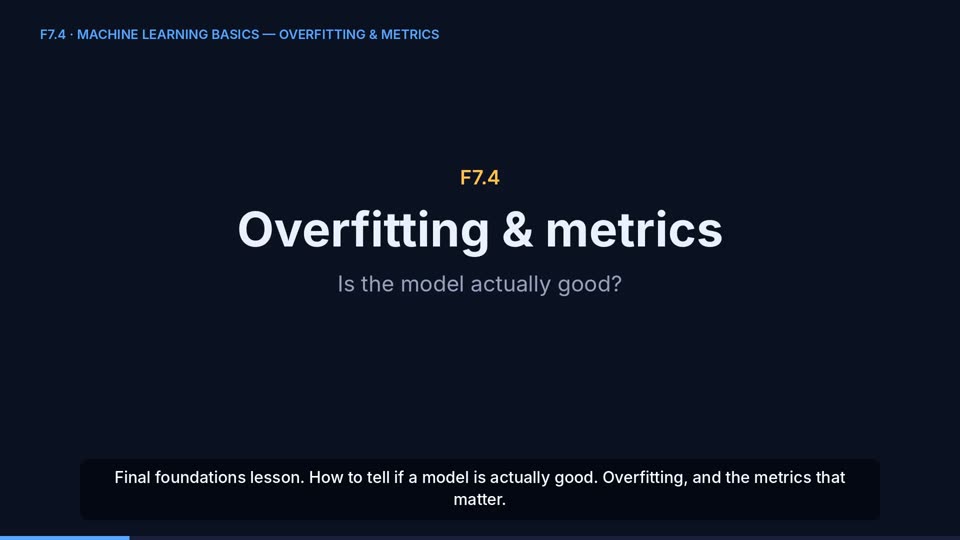 F7.4 · MACHINE LEARNING BASICS — OVERFITTING & METRICS
F7.4
Overfitting & metrics
Is the model actually good?
Final foundations lesson. How to tell if a model is actually good. Overfitting, and the metrics that
matter.